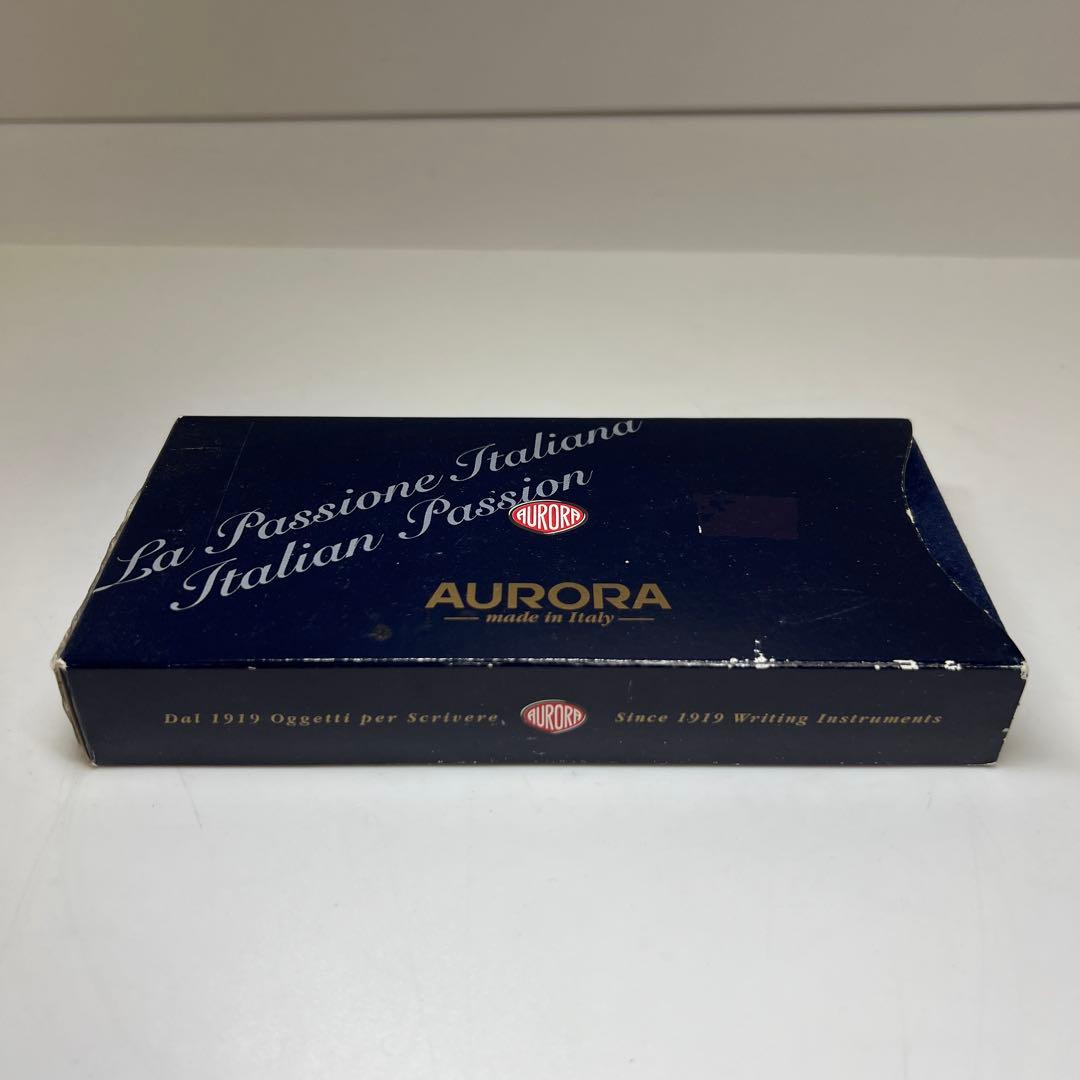 La Passione Italiana
Italian Passion
AURORA
AURORA
made in Italy
Dal 1919 Oggetti per Scrivere
AURORA
Since 1919 Writing Instruments